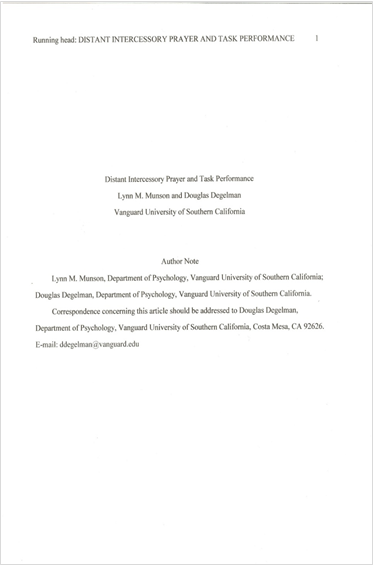 Running head: DISTANT INTERCESSORY PRAYER AND TASK PERFORMANCE 1
Distant Intercessory Prayer and Task Performance
Lynn M. Munson and Douglas Degelman
Vanguard University of Southern California
Author Note
Lynn M. Munson, Department of Psychology, Vanguard University of Southern California;
Douglas Degelman, Department of Psychology, Vanguard University of Southern California.
Correspondence concerning this article should be addressed to Douglas Degelman,
Department of Psychology, Vanguard University of Southern California, Costa Mesa, CA 92626.
E-mail: ddegelman@vanguard.edu